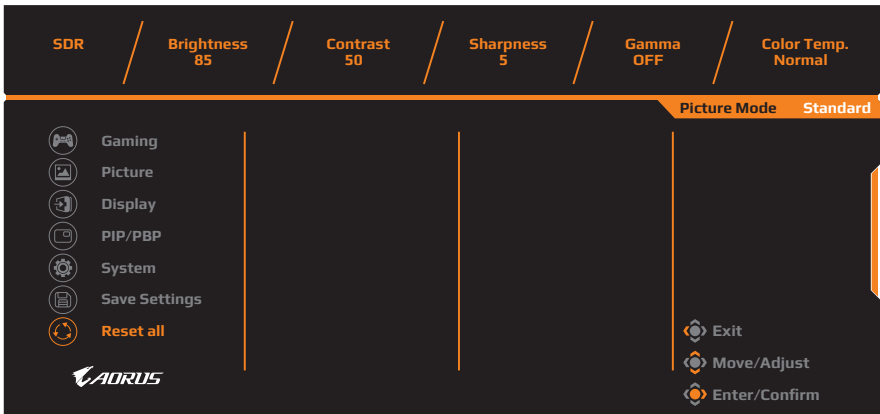 SDR
Brightness
85
Contrast
50
Sharpness
5
Gamma
OFF
Color Temp.
Normal
Picture Mode Standard
Gaming
Picture
Display
PIP/PBP
System
Save Settings
Reset all
AORUS
Exit
Move/Adjust
Enter/Confirm